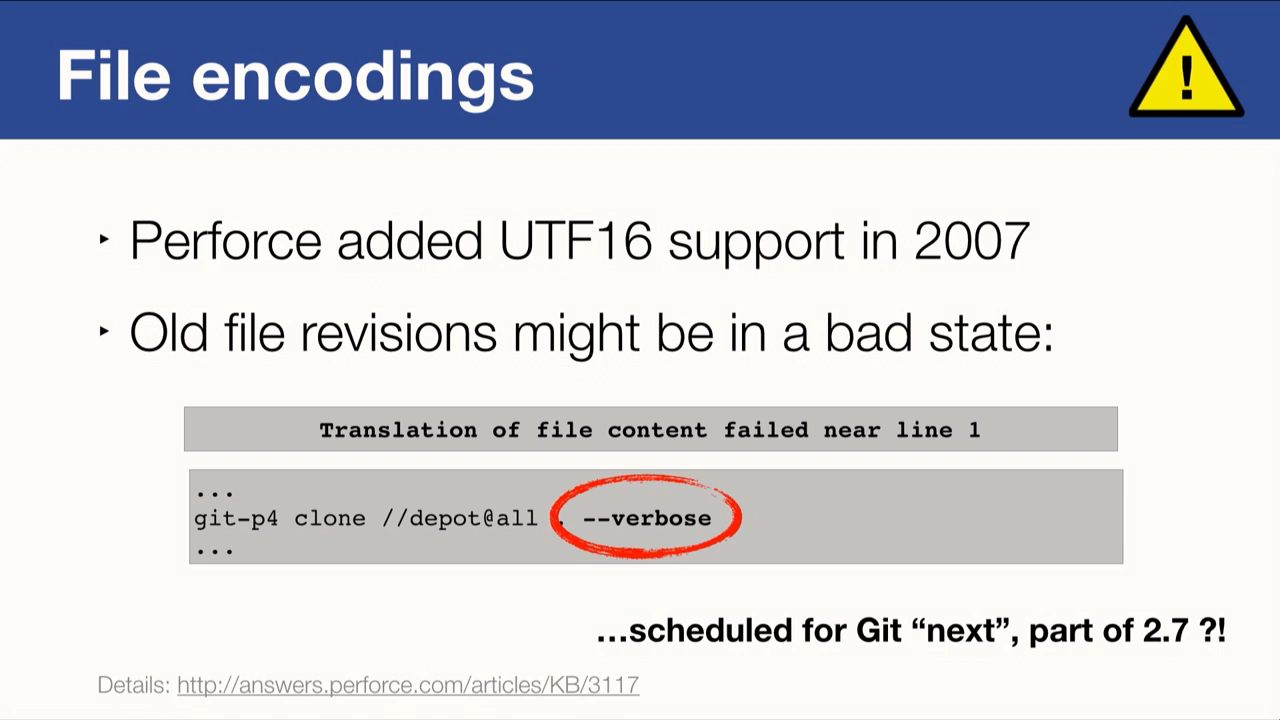 File encodings
!
‣ Perforce added UTF16 support in 2007
‣ Old file revisions might be in a bad state:
Translation of file content failed near line 1
...
git-p4 clone //depot@all . --verbose
...
…scheduled for Git “next”, part of 2.7 ?!
Details: http://answers.perforce.com/articles/KB/3117